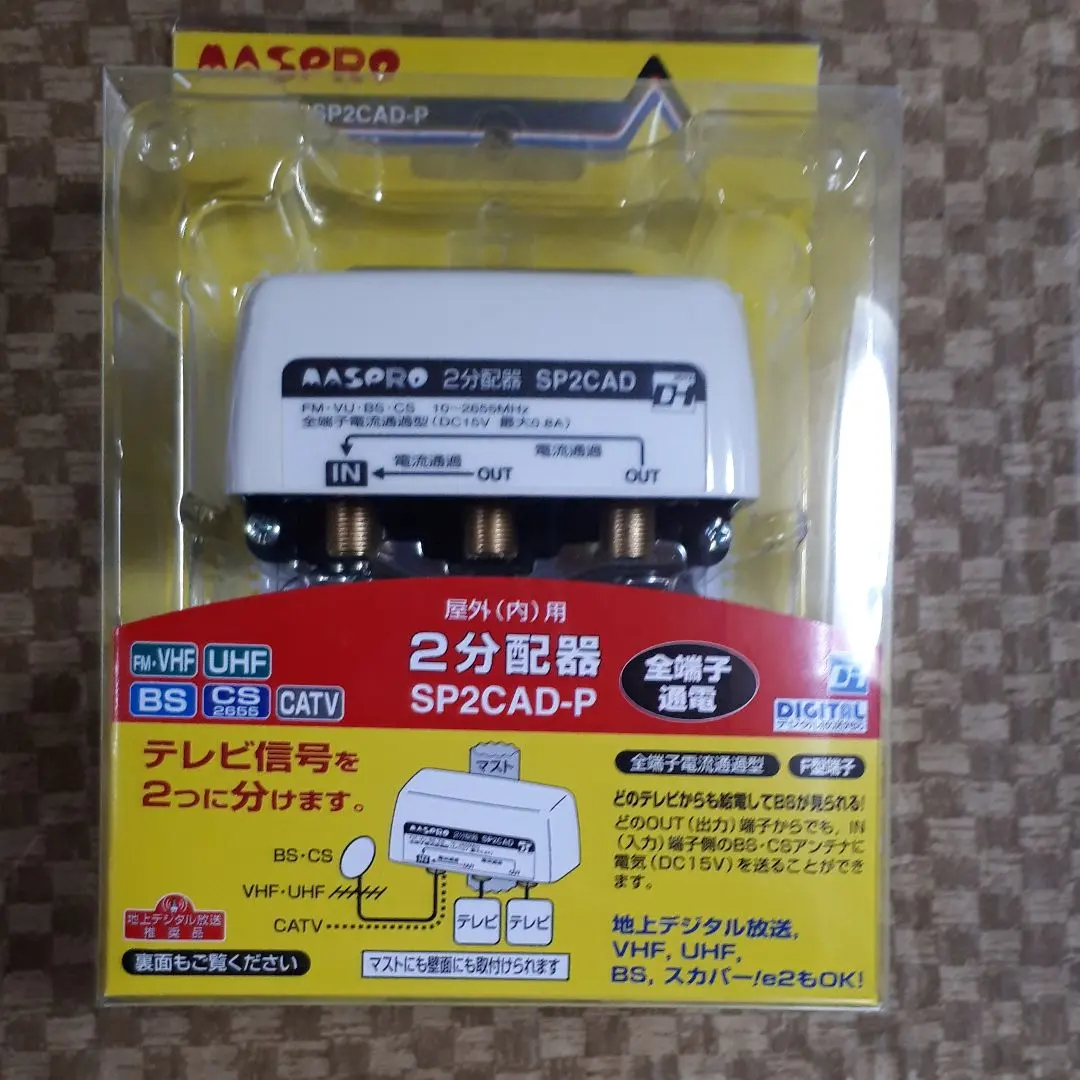 MASPRO
SP2CAD-P
MASPRO 2分配器 SP2CAD
FM・VU・BS・CS 10〜2655MHz
全端子電流通過型(DC15V 最大0.8A)
電流通過
IN 電流通過 OUT OUT
屋外(内)用
2分配器
SP2CAD-P
全端子
通電
FM・VHF UHF
BS CS 2655 CATV
DIGITAL
テレビ信号を
2つに分けます。
マスト
MASPRO 2分配器 SP2CAD
BS・CS
VHF・UHF
CATV
テレビ テレビ
マストにも壁面にも取付けられます
地上デジタル放送
推奨品
裏面もご覧ください
全端子電流通過型 F型端子
どのテレビからも給電してBSが見られる!
どのOUT(出力)端子からでも, IN
(入力)端子側のBS・CSアンテナに
電気(DC15V)を送ることができ
ます。
地上デジタル放送,
VHF, UHF,
BS, スカパー!e2もOK!